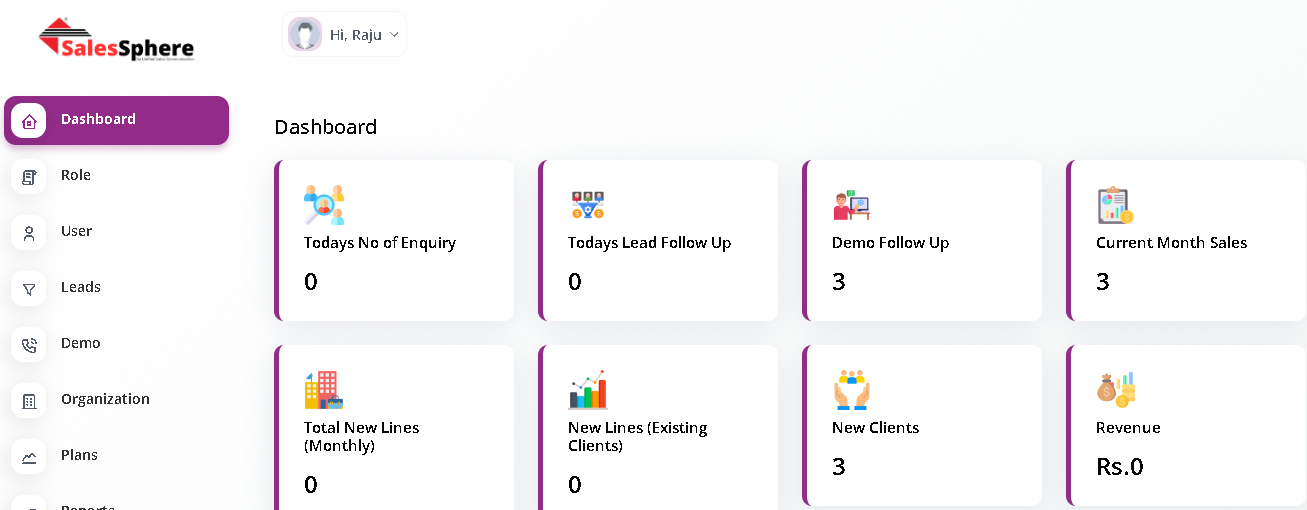 SalesSphere
Hi, Raju
Dashboard
Role
User
Leads
Demo
Organization
Plans
Reports
Dashboard
Todays No of Enquiry
0
Todays Lead Follow Up
0
Demo Follow Up
3
Current Month Sales
3
Total New Lines
(Monthly)
0
New Lines (Existing
Clients)
0
New Clients
3
Revenue
Rs.0